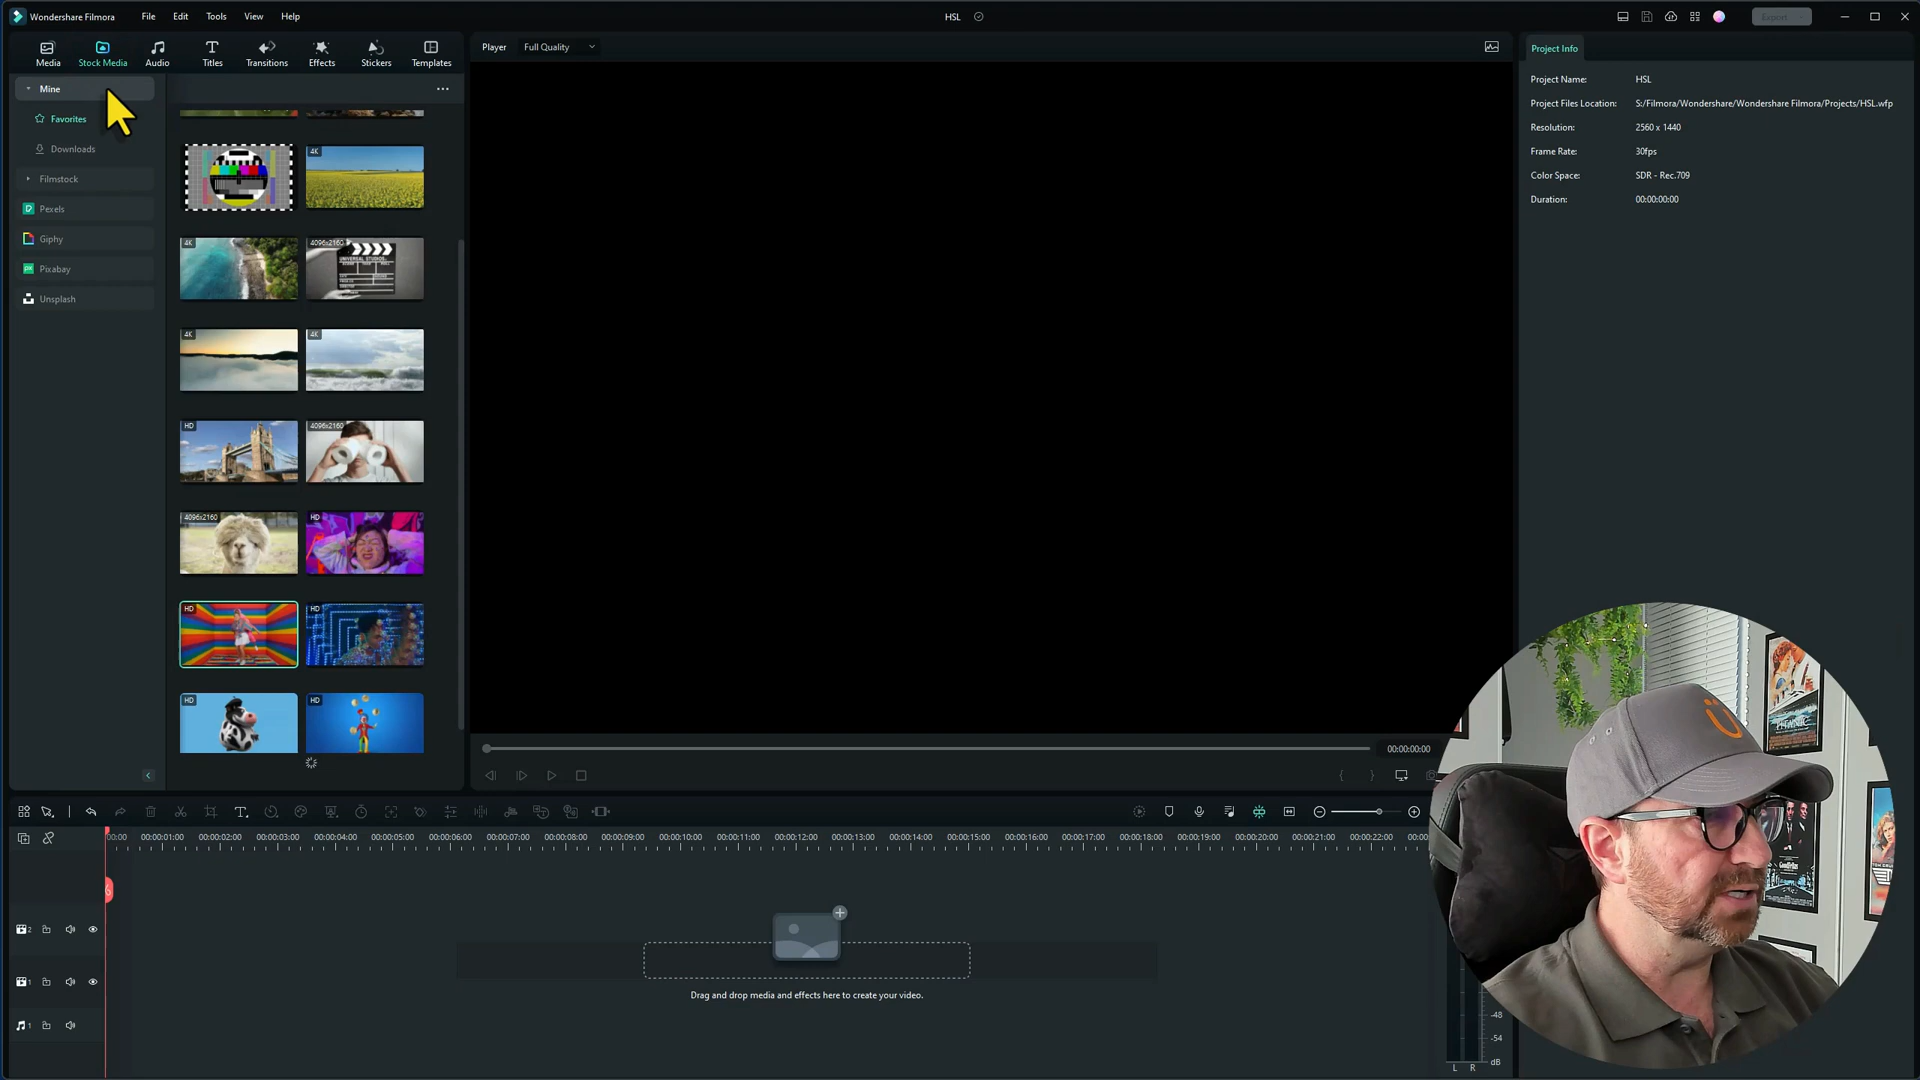 Wondershare Filmora File Edit Tools View Help HSL Export
Media Stock Media Audio Titles Transitions Effects Stickers Templates
Player Full Quality
Project Info
Mine
Favorites
Downloads
Filmstock
Pexels
Giphy
Pixabay
Unsplash
4K
4K 4096x2160
UNIVERSAL STUDIOS
4K 4K
HD 4096x2160
4096x2160 HD
HD HD
HD HD
Project Name: HSL
Project Files Location: S:/Filmora/Wondershare/Wondershare Filmora/Projects/HSL.wfp
Resolution: 2560 x 1440
Frame Rate: 30fps
Color Space: SDR - Rec.709
Duration: 00:00:00:00
00:00:00:00
00:00 00:00:01:00 00:00:02:00 00:00:03:00 00:00:04:00 00:00:05:00 00:00:06:00 00:00:07:00 00:00:08:00 00:00:09:00 00:00:10:00 00:00:11:00 00:00:12:00 00:00:13:00 00:00:14:00 00:00:15:00 00:00:16:00 00:00:17:00 00:00:18:00 00:00:19:00 00:00:20:00 00:00:21:00 00:00:22:00 00:0
2
1
1
Drag and drop media and effects here to create your video.
-48
-54
dB
L R